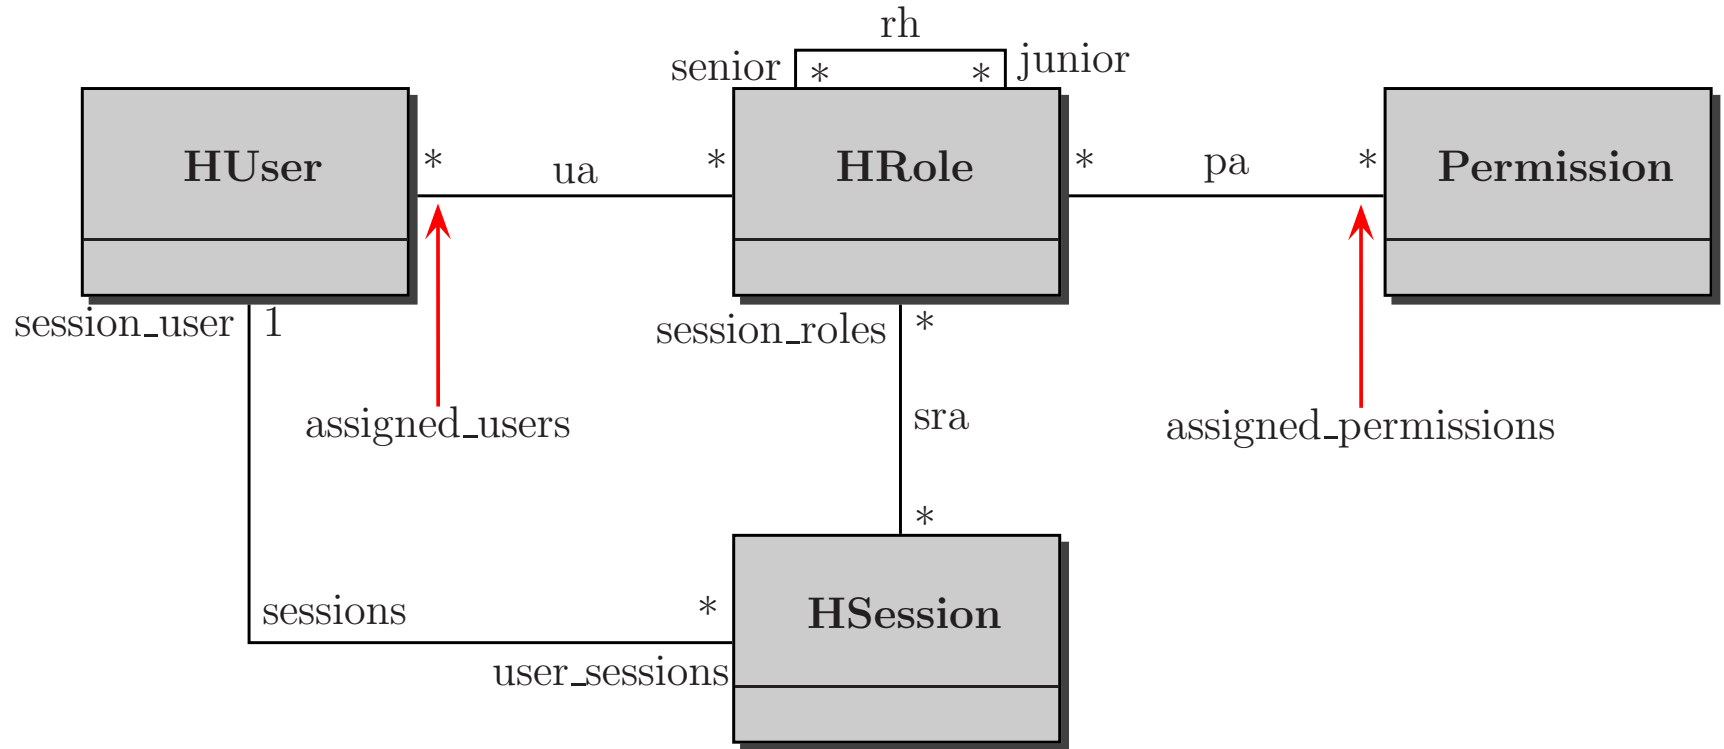 rh
senior * * junior
HUser * ua * HRole * pa * Permission
session_user 1 session_roles *
assigned_users sra assigned_permissions
*
sessions * HSession
user_sessions